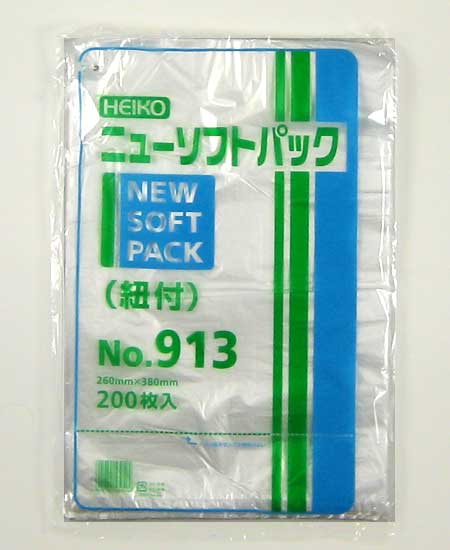 HEIKO
ニューソフトパック
NEW
SOFT
PACK
(紐付)
No.913
260mm×380mm
200枚入